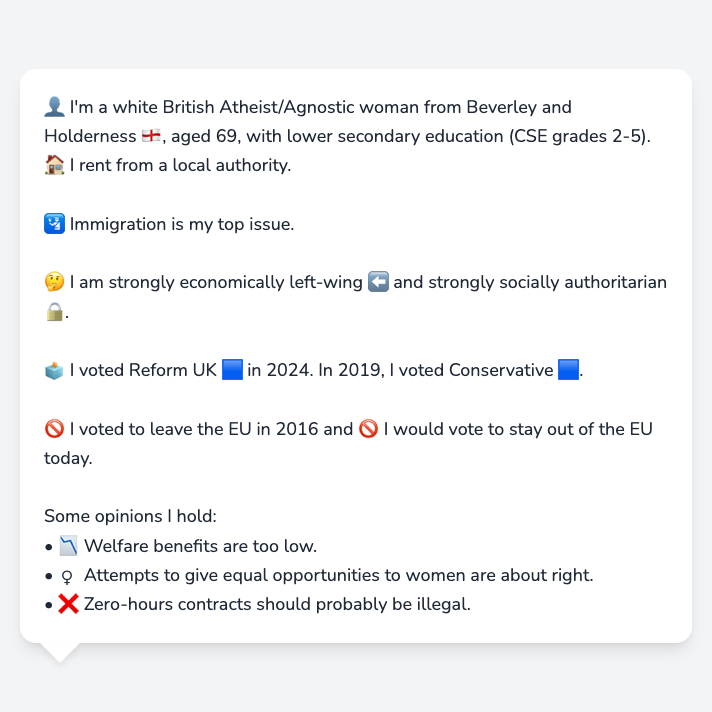 👤 I'm a white British Atheist/Agnostic woman from Beverley and
Holderness 🏴󠁧󠁢󠁥󠁮󠁧󠁿, aged 69, with lower secondary education (CSE grades 2-5).
🏠 I rent from a local authority.
🛂 Immigration is my top issue.
🤔 I am strongly economically left-wing ⬅️ and strongly socially authoritarian
🔒.
🗳️ I voted Reform UK 🟦 in 2024. In 2019, I voted Conservative 🟦.
🚫 I voted to leave the EU in 2016 and 🚫 I would vote to stay out of the EU
today.
Some opinions I hold:
• 📉 Welfare benefits are too low.
• ♀ Attempts to give equal opportunities to women are about right.
• ❌ Zero-hours contracts should probably be illegal.